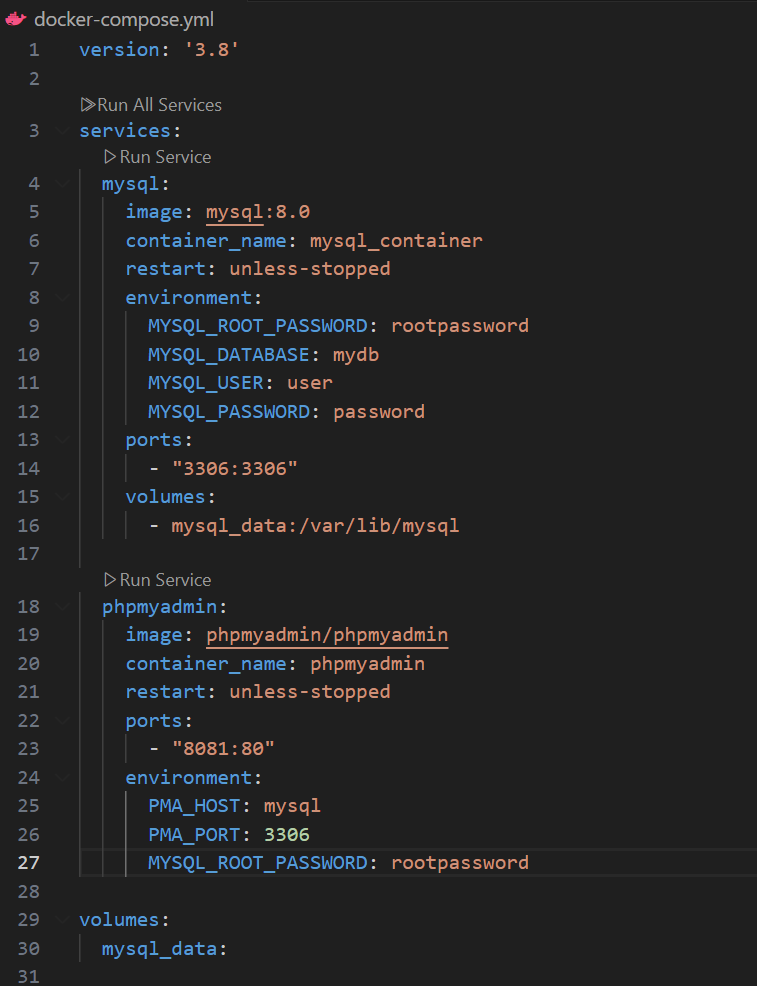 docker-compose.yml
1 version: '3.8'
2
Run All Services
3 services:
Run Service
4 mysql:
5 image: mysql:8.0
6 container_name: mysql_container
7 restart: unless-stopped
8 environment:
9 MYSQL_ROOT_PASSWORD: rootpassword
10 MYSQL_DATABASE: mydb
11 MYSQL_USER: user
12 MYSQL_PASSWORD: password
13 ports:
14 - "3306:3306"
15 volumes:
16 - mysql_data:/var/lib/mysql
17
Run Service
18 phpmyadmin:
19 image: phpmyadmin/phpmyadmin
20 container_name: phpmyadmin
21 restart: unless-stopped
22 ports:
23 - "8081:80"
24 environment:
25 PMA_HOST: mysql
26 PMA_PORT: 3306
27 MYSQL_ROOT_PASSWORD: rootpassword
28
29 volumes:
30 mysql_data:
31